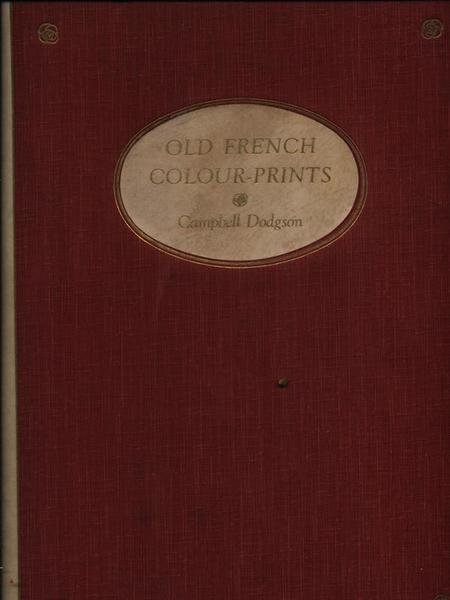 OLD FRENCH
COLOUR-PRINTS
Campbell Dodgson